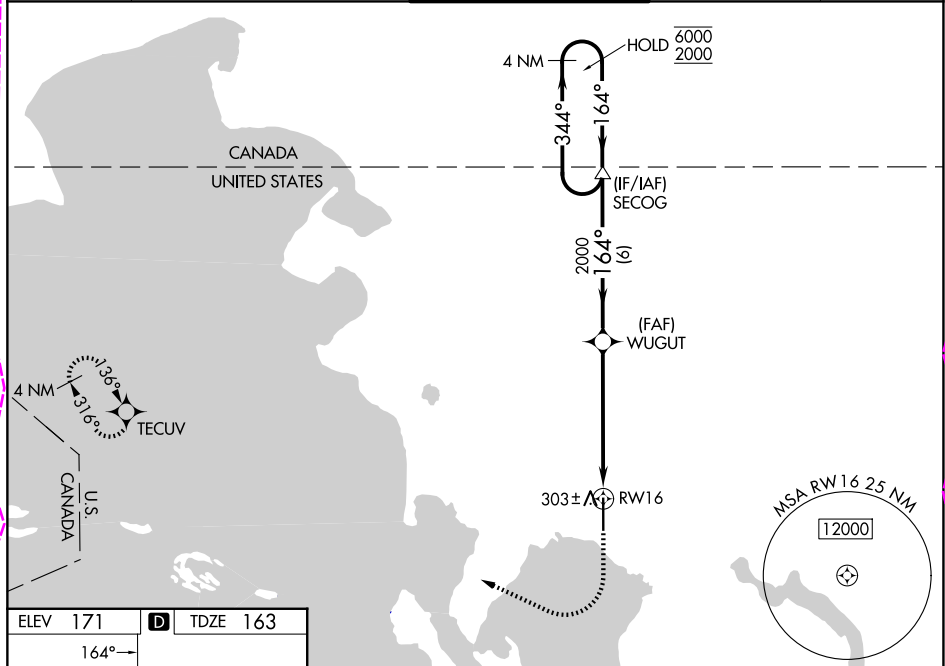 HOLD 6000
2000
4 NM
344°
164°
CANADA
UNITED STATES
(IF/IAF)
SECOG
2000
164°
(6)
(FAF)
WUGUT
4 NM
136°
316°
TECUV
U.S.
CANADA
303± RW16
MSA RW16 25 NM
12000
ELEV 171 D TDZE 163
164°